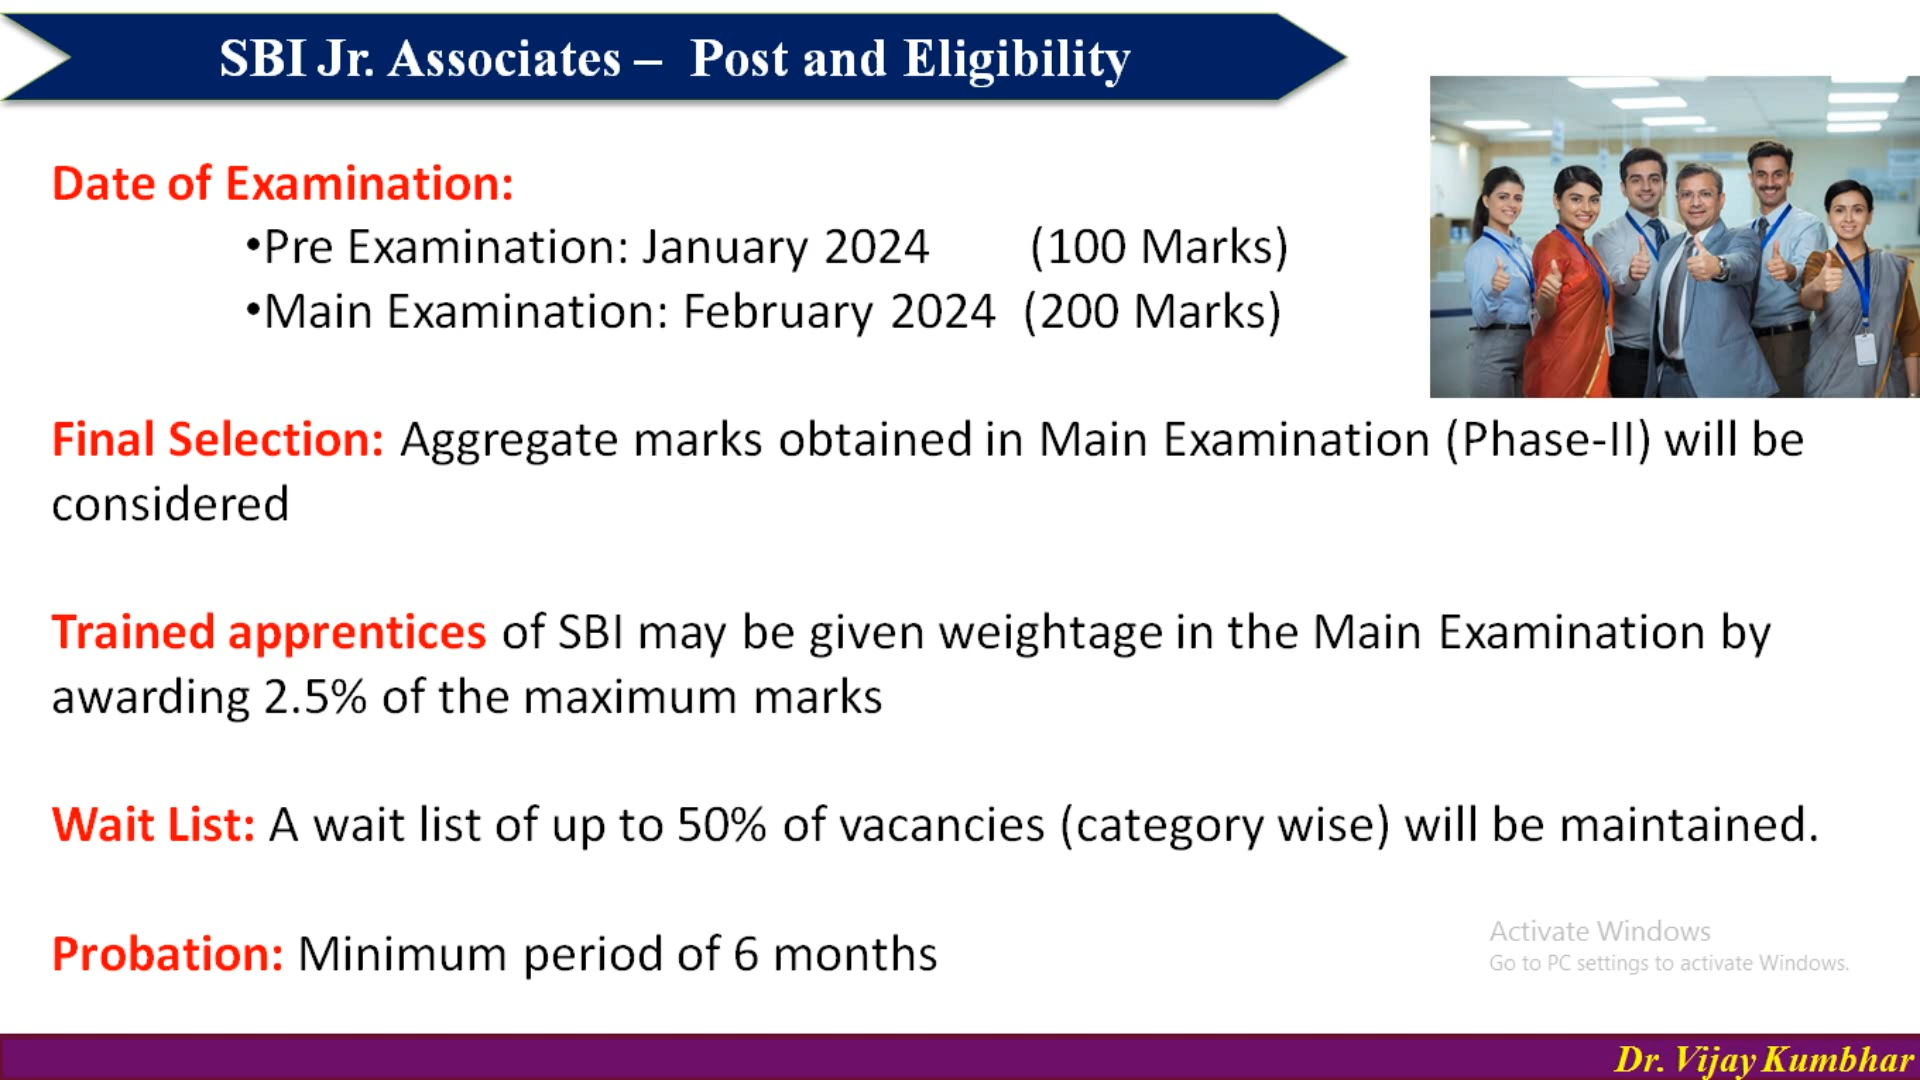 SBI Jr. Associates – Post and Eligibility
Date of Examination:
•Pre Examination: January 2024 (100 Marks)
•Main Examination: February 2024 (200 Marks)
Final Selection: Aggregate marks obtained in Main Examination (Phase-II) will be
considered
Trained apprentices of SBI may be given weightage in the Main Examination by
awarding 2.5% of the maximum marks
Wait List: A wait list of up to 50% of vacancies (category wise) will be maintained.
Probation: Minimum period of 6 months
Activate Windows
Go to PC settings to activate Windows.
Dr. Vijay Kumbhar